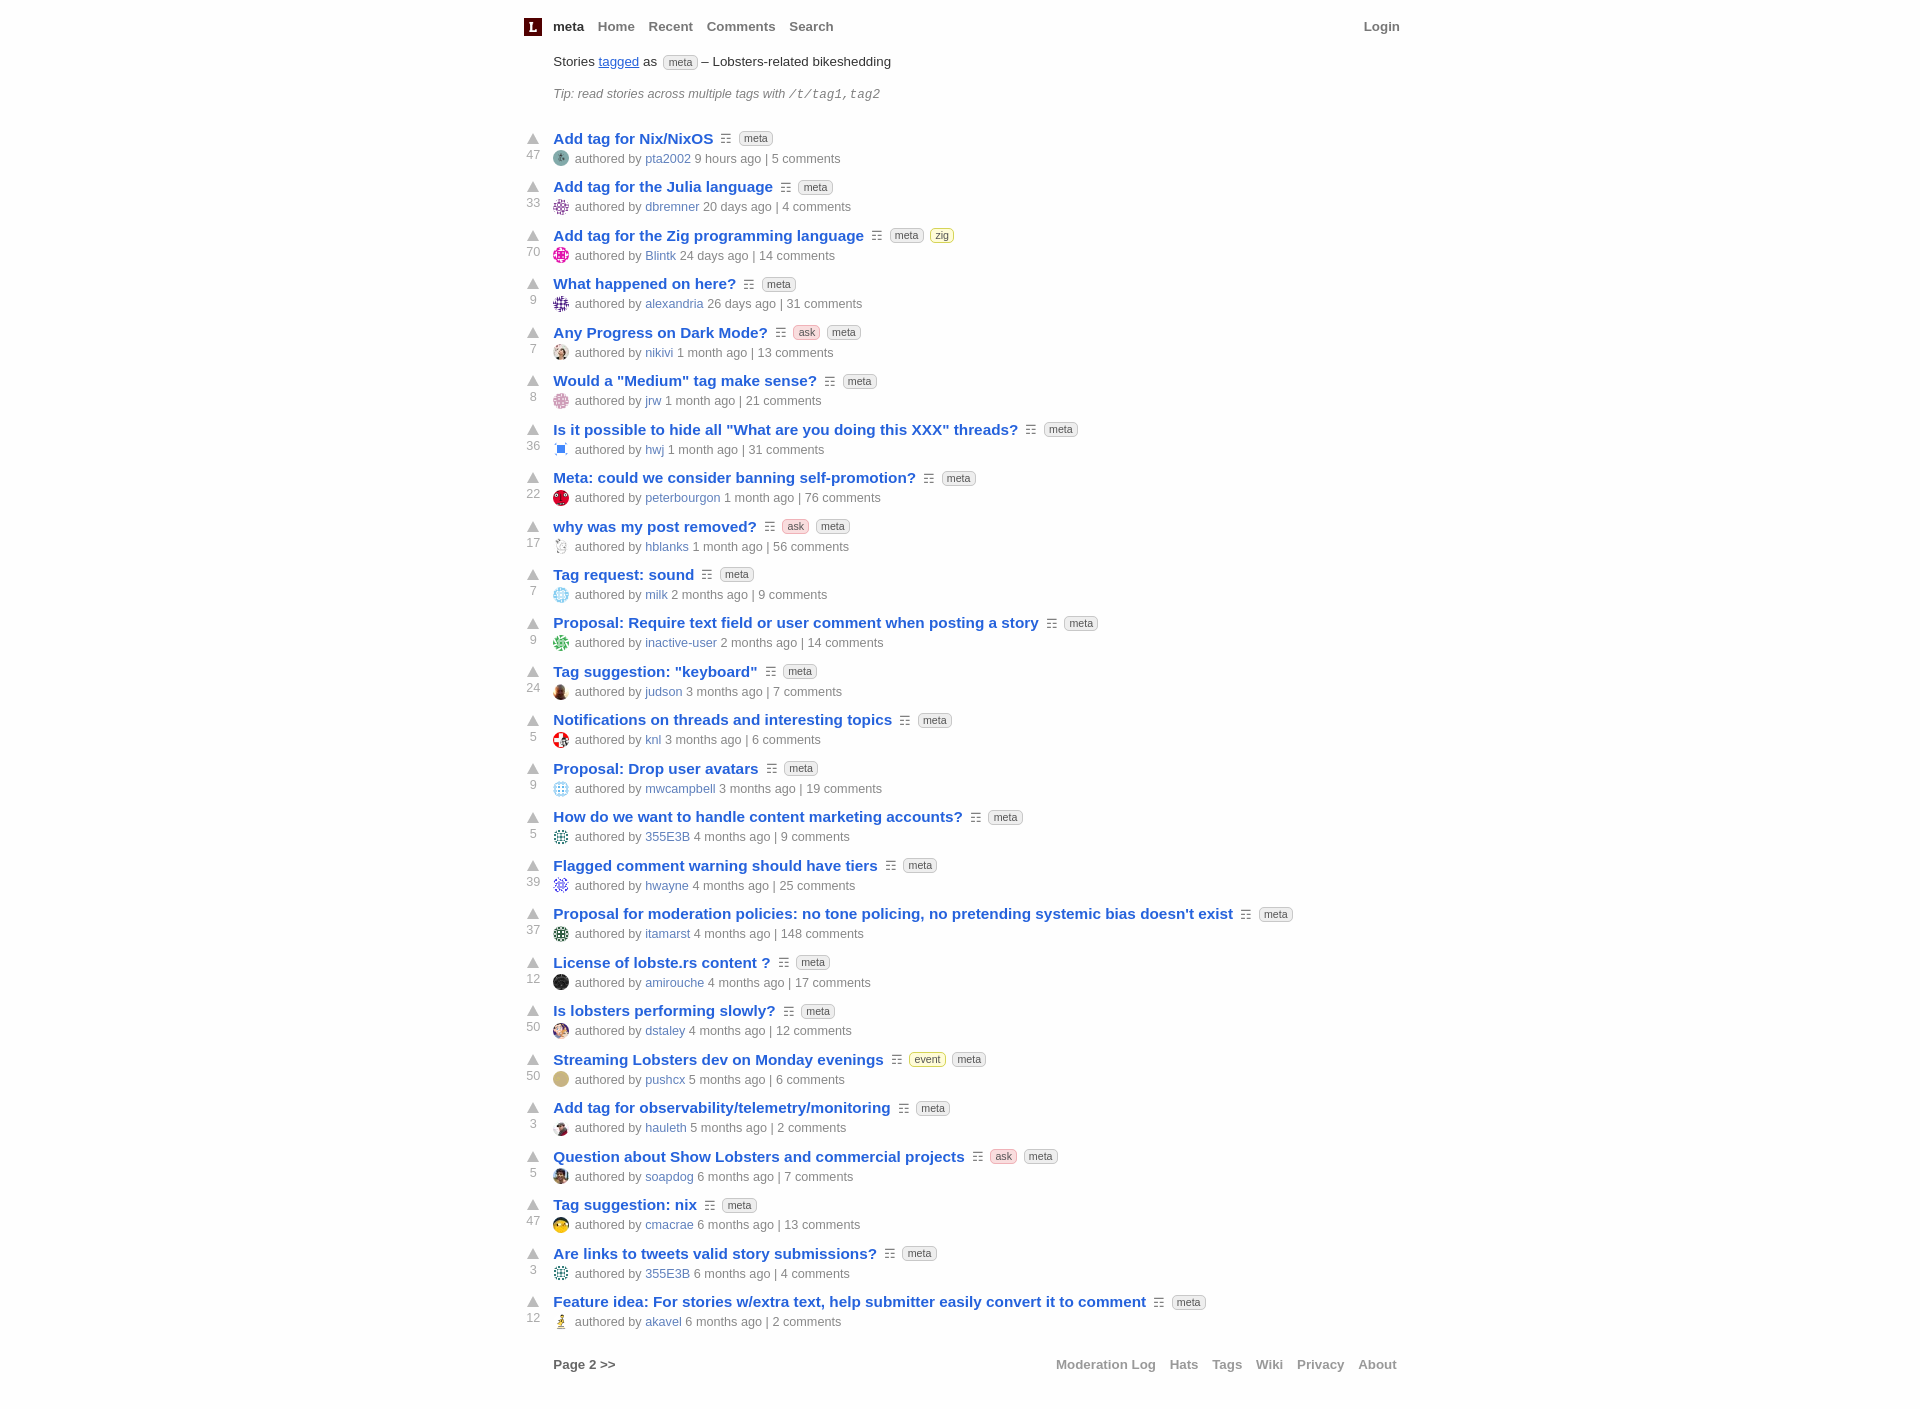 L meta Home Recent Comments Search Login
Stories tagged as meta – Lobsters-related bikeshedding
Tip: read stories across multiple tags with /t/tag1,tag2
Add tag for Nix/NixOS ☶ meta
47 authored by pta2002 9 hours ago | 5 comments
Add tag for the Julia language ☶ meta
33 authored by dbremner 20 days ago | 4 comments
Add tag for the Zig programming language ☶ meta zig
70 authored by Blintk 24 days ago | 14 comments
What happened on here? ☶ meta
9 authored by alexandria 26 days ago | 31 comments
Any Progress on Dark Mode? ☶ ask meta
7 authored by nikivi 1 month ago | 13 comments
Would a "Medium" tag make sense? ☶ meta
8 authored by jrw 1 month ago | 21 comments
Is it possible to hide all "What are you doing this XXX" threads? ☶ meta
36 authored by hwj 1 month ago | 31 comments
Meta: could we consider banning self-promotion? ☶ meta
22 authored by peterbourgon 1 month ago | 76 comments
why was my post removed? ☶ ask meta
17 authored by hblanks 1 month ago | 56 comments
Tag request: sound ☶ meta
7 authored by milk 2 months ago | 9 comments
Proposal: Require text field or user comment when posting a story ☶ meta
9 authored by inactive-user 2 months ago | 14 comments
Tag suggestion: "keyboard" ☶ meta
24 authored by judson 3 months ago | 7 comments
Notifications on threads and interesting topics ☶ meta
5 authored by knl 3 months ago | 6 comments
Proposal: Drop user avatars ☶ meta
9 authored by mwcampbell 3 months ago | 19 comments
How do we want to handle content marketing accounts? ☶ meta
5 authored by 355E3B 4 months ago | 9 comments
Flagged comment warning should have tiers ☶ meta
39 authored by hwayne 4 months ago | 25 comments
Proposal for moderation policies: no tone policing, no pretending systemic bias doesn't exist ☶ meta
37 authored by itamarst 4 months ago | 148 comments
License of lobste.rs content ? ☶ meta
12 authored by amirouche 4 months ago | 17 comments
Is lobsters performing slowly? ☶ meta
50 authored by dstaley 4 months ago | 12 comments
Streaming Lobsters dev on Monday evenings ☶ event meta
50 authored by pushcx 5 months ago | 6 comments
Add tag for observability/telemetry/monitoring ☶ meta
3 authored by hauleth 5 months ago | 2 comments
Question about Show Lobsters and commercial projects ☶ ask meta
5 authored by soapdog 6 months ago | 7 comments
Tag suggestion: nix ☶ meta
47 authored by cmacrae 6 months ago | 13 comments
Are links to tweets valid story submissions? ☶ meta
3 authored by 355E3B 6 months ago | 4 comments
Feature idea: For stories w/extra text, help submitter easily convert it to comment ☶ meta
12 authored by akavel 6 months ago | 2 comments
Page 2 >> Moderation Log Hats Tags Wiki Privacy About